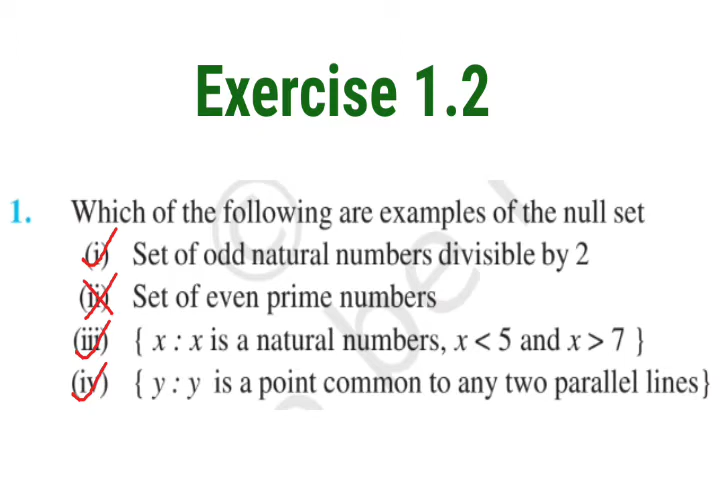 Exercise 1.2
1. Which of the following are examples of the null set
(i) Set of odd natural numbers divisible by 2
(ii) Set of even prime numbers
(iii) { x : x is a natural numbers, x < 5 and x > 7 }
(iv) { y : y is a point common to any two parallel lines}
© be